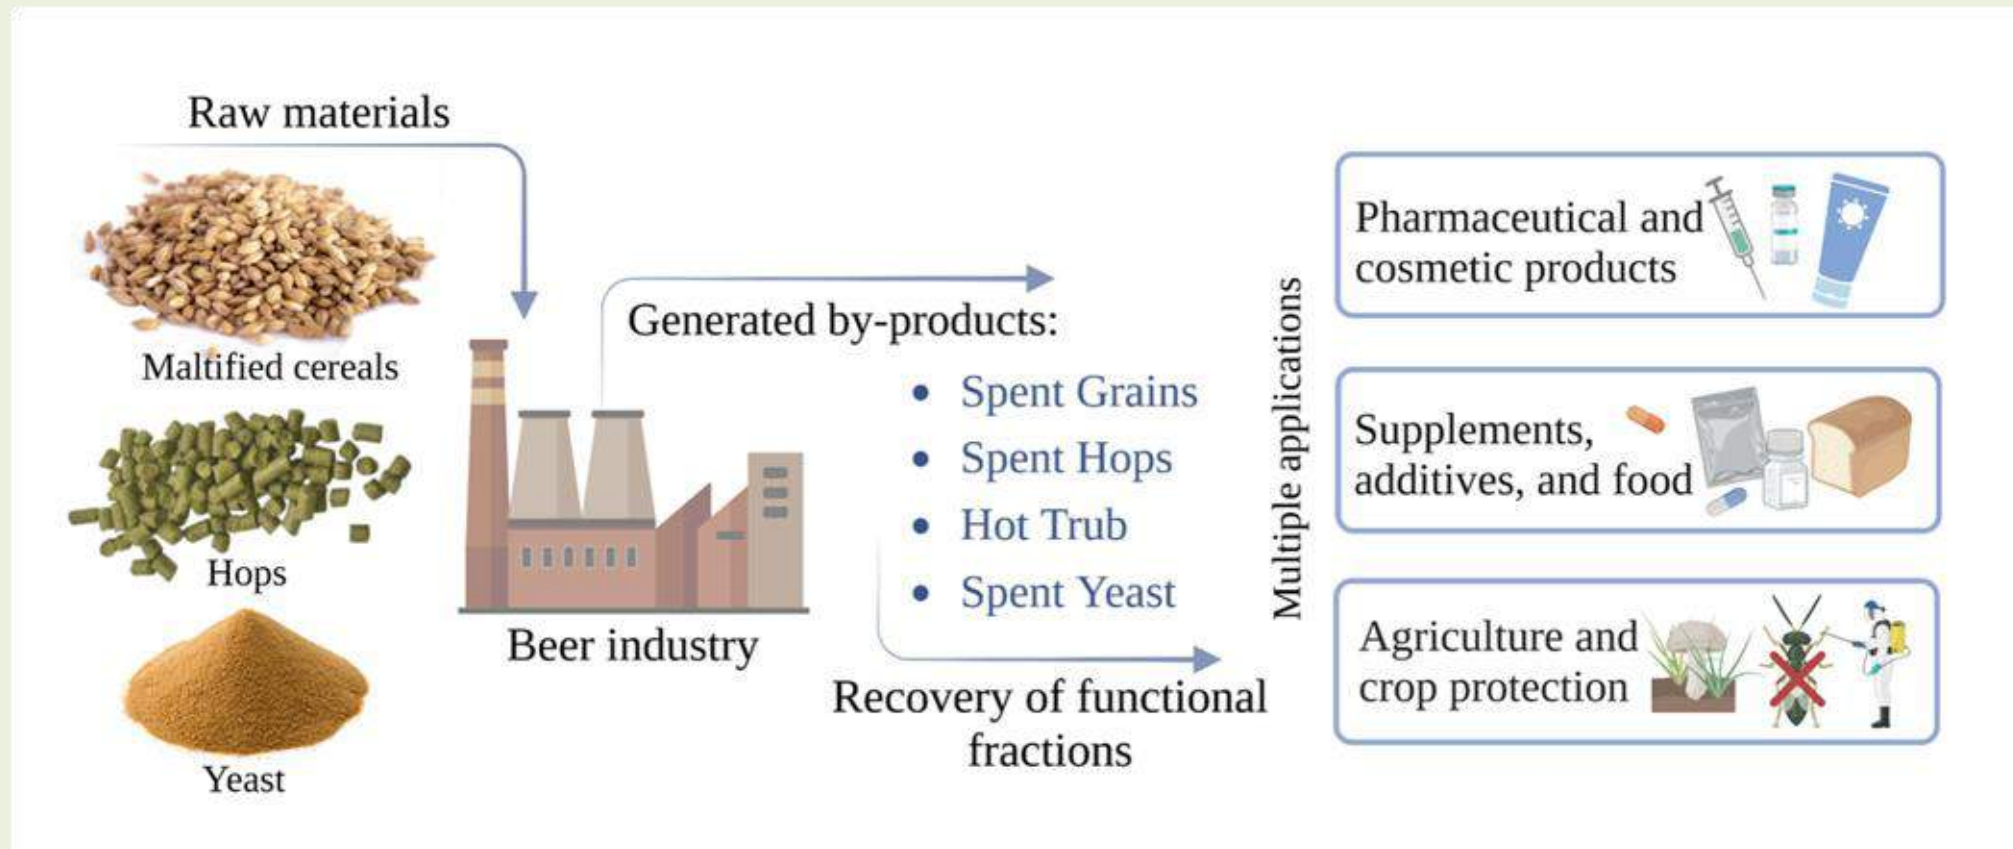 Raw materials
Maltified cereals
Hops
Yeast
Beer industry
Generated by-products:
• Spent Grains
• Spent Hops
• Hot Trub
• Spent Yeast
Recovery of functional
fractions
Multiple applications
Pharmaceutical and
cosmetic products
Supplements,
additives, and food
Agriculture and
crop protection